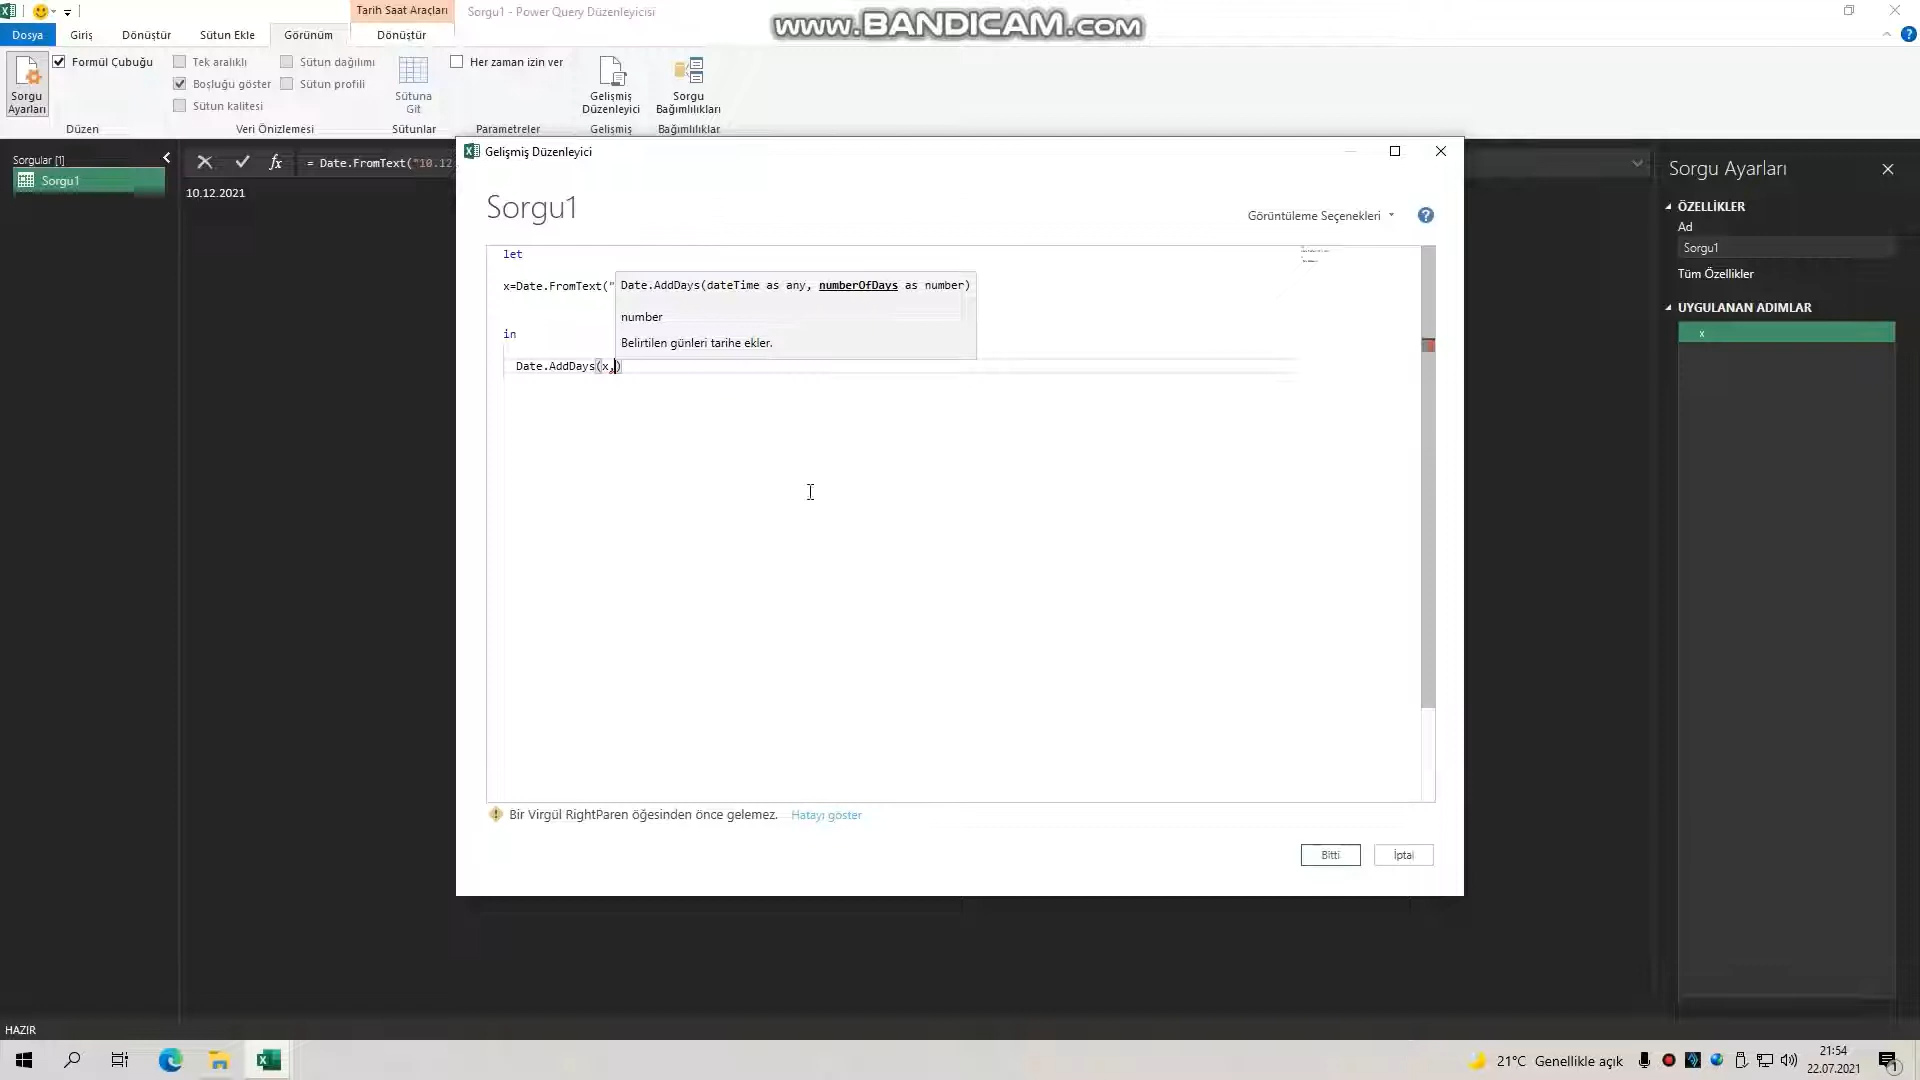 Tarih Saat Araçları
Sorgu1 - Power Query Düzenleyicisi
www.BANDICAM.com
Dosya
Giriş
Dönüştür
Sütun Ekle
Görünüm
Dönüştür
Sorgu
Ayarları
Formül Çubuğu
Düzen
Tek aralıklı
Boşluğu göster
Sütun kalitesi
Sütun dağılımı
Sütun profili
Veri Önizlemesi
Sütuna
Git
Sütunlar
Her zaman izin ver
Parametreler
Gelişmiş
Düzenleyici
Gelişmiş
Sorgu
Bağımlılıkları
Bağımlılıklar
Sorgular [1]
Sorgu1
fx
= Date.FromText("10.12
10.12.2021
Gelişmiş Düzenleyici
Sorgu1
Görüntüleme Seçenekleri
?
let
x=Date.FromText("
Date.AddDays(dateTime as any, numberOfDays as number)
number
Belirtilen günleri tarihe ekler.
in
Date.AddDays(x,)
Bir Virgül RightParen öğesinden önce gelemez.
Hatayı göster
Bitti
İptal
Sorgu Ayarları
ÖZELLİKLER
Ad
Sorgu1
Tüm Özellikler
UYGULANAN ADIMLAR
x
HAZIR
21°C Genellikle açık
21:54
22.07.2021
1